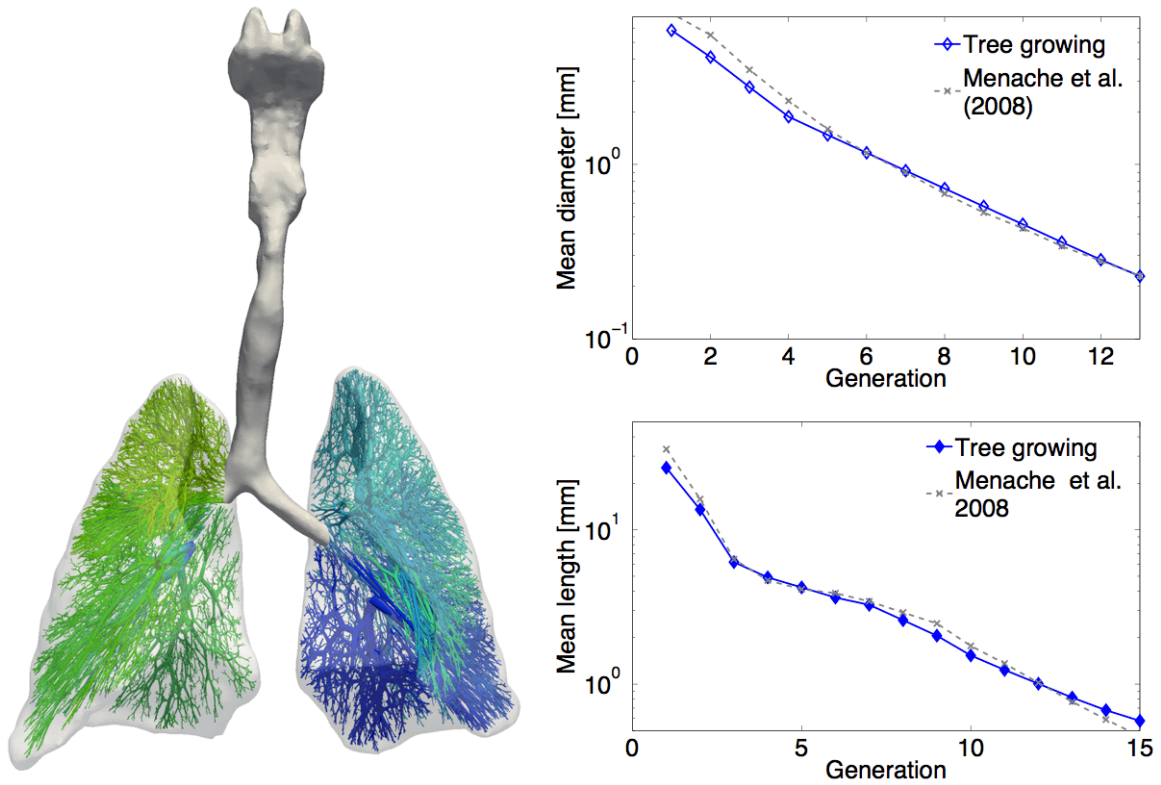 Tree growing
Menache et al.
(2008)
Mean diameter [mm]
10^0
10^-1
0 2 4 6 8 10 12
Generation
Tree growing
Menache et al.
2008
Mean length [mm]
10^1
10^0
0 5 10 15
Generation